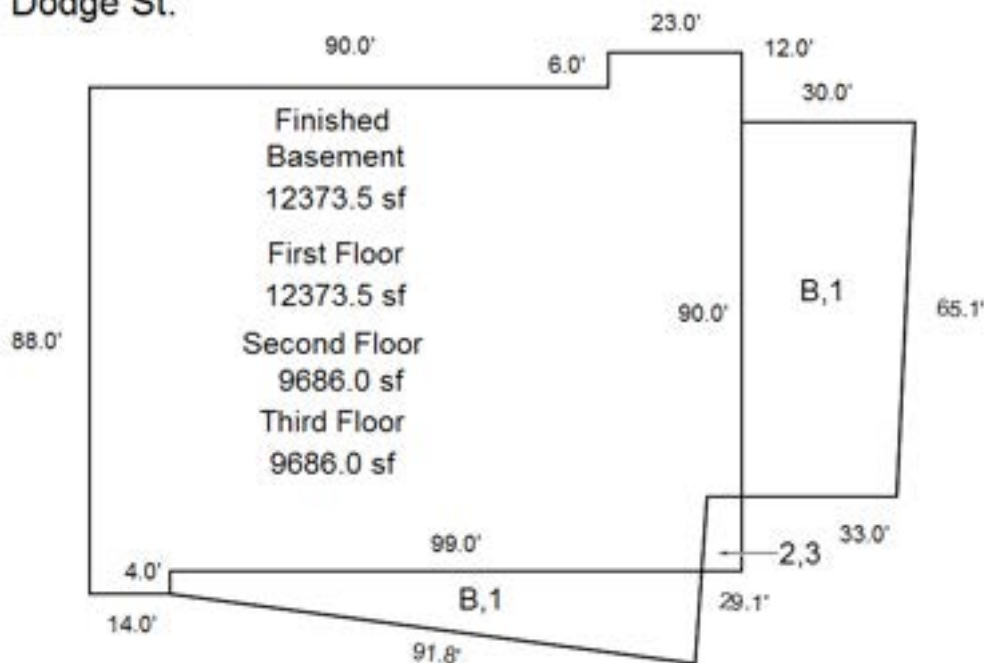 Dodge St.
90.0'
23.0'
6.0'
12.0'
30.0'
Finished
Basement
12373.5 sf
First Floor
12373.5 sf
Second Floor
9686.0 sf
Third Floor
9686.0 sf
88.0'
90.0'
B,1
65.1'
99.0'
33.0'
2,3
4.0'
B,1
29.1'
14.0'
91.8'